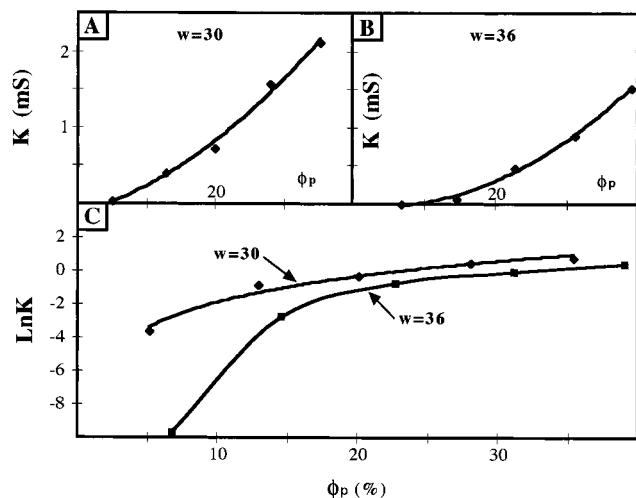 A
w=30
K (mS)
2
1
20
ϕp
B
w=36
K (mS)
20
ϕp
C
w=30
w=36
LnK
2
0
-2
-4
-6
-8
10
20
30
ϕp (%)